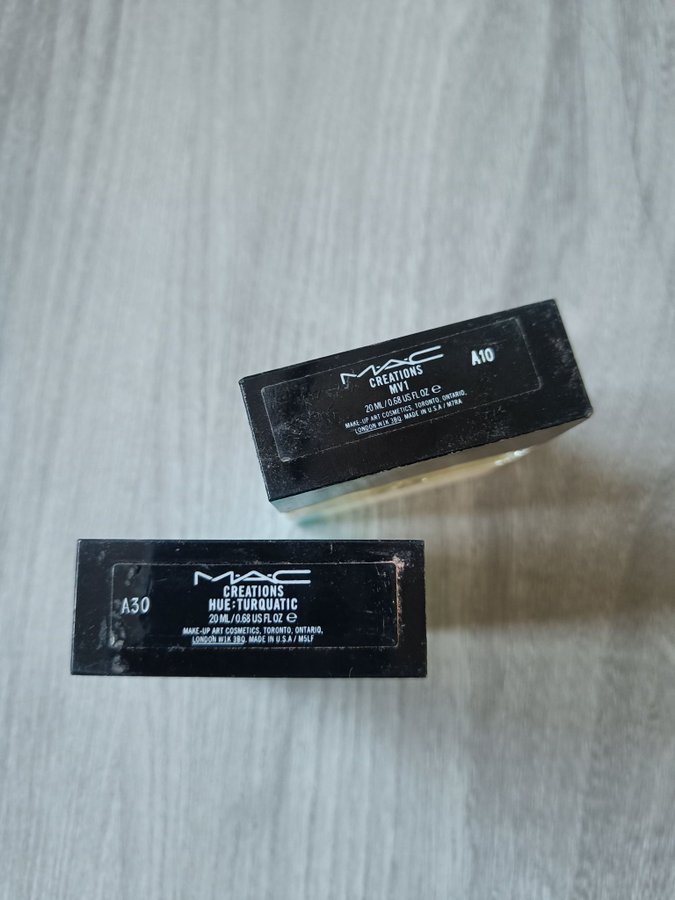 M·A·C
CREATIONS
MV1
20 ML / 0.68 US FL OZ ℮
MAKE-UP ART COSMETICS, TORONTO, ONTARIO,
LONDON W1K 3BQ. MADE IN U.S.A / M7RA
A10
A30
M·A·C
CREATIONS
HUE:TURQUATIC
20 ML / 0.68 US FL OZ ℮
MAKE-UP ART COSMETICS, TORONTO, ONTARIO,
LONDON W1K 3BQ. MADE IN U.S.A / M5LF